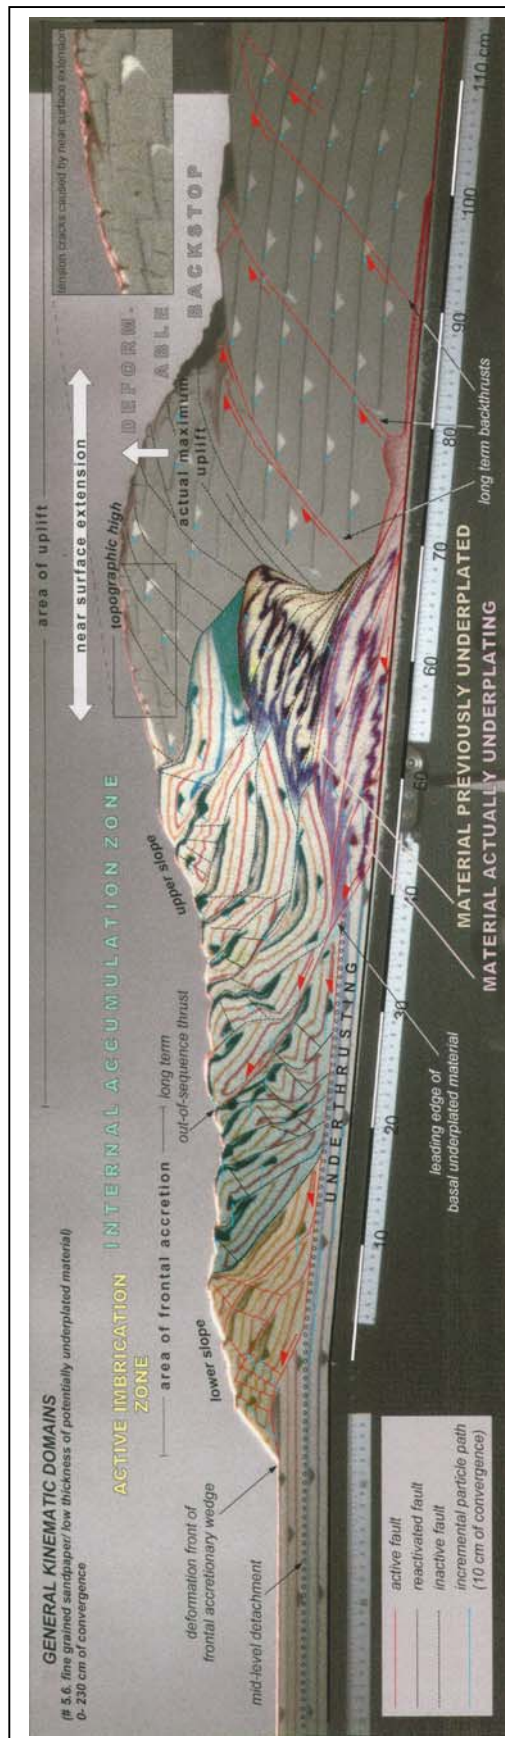 GENERAL KINEMATIC DOMAINS
(# 5.6, fine grained sandpaper/ low thickness of potentially underplated material)
0- 230 cm of convergence
ACTIVE IMBRICATION
ZONE
INTERNAL ACCUMULATION ZONE
DEFORM-
ABLE
BACKSTOP
area of frontal accretion
area of uplift
near surface extension
tension cracks caused by near surface extension
long term
out-of-sequence thrust
lower slope
upper slope
topographic high
actual maximum
uplift
deformation front of
frontal accretionary wedge
mid-level detachment
UNDERTHRUSTING
leading edge of
basal underplated material
MATERIAL PREVIOUSLY UNDERPLATED
MATERIAL ACTUALLY UNDERPLATING
long term backthrusts
10
20
30
40
50
60
70
80
90
100
110 cm
active fault
reactivated fault
inactive fault
incremental particle path
(10 cm of convergence)